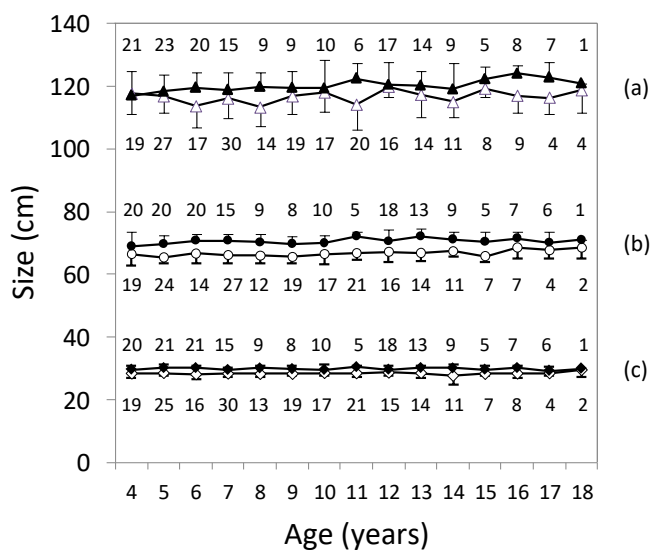 140
21 23 20 15 9 9 10 6 12 14 9 5 8 7 1
120
(a)
100
19 27 17 30 14 19 17 20 16 14 11 8 9 4 4
80
20 20 20 15 9 8 10 5 18 13 9 5 7 6 1
(b)
60
19 24 14 27 12 19 17 21 16 14 11 7 7 4 2
40
20 21 21 15 9 8 10 5 18 13 9 5 7 6 1
(c)
20
19 25 16 30 13 19 17 21 15 14 11 7 8 4 2
0
4 5 6 7 8 9 10 11 12 13 14 15 16 17 18
Size (cm)
Age (years)